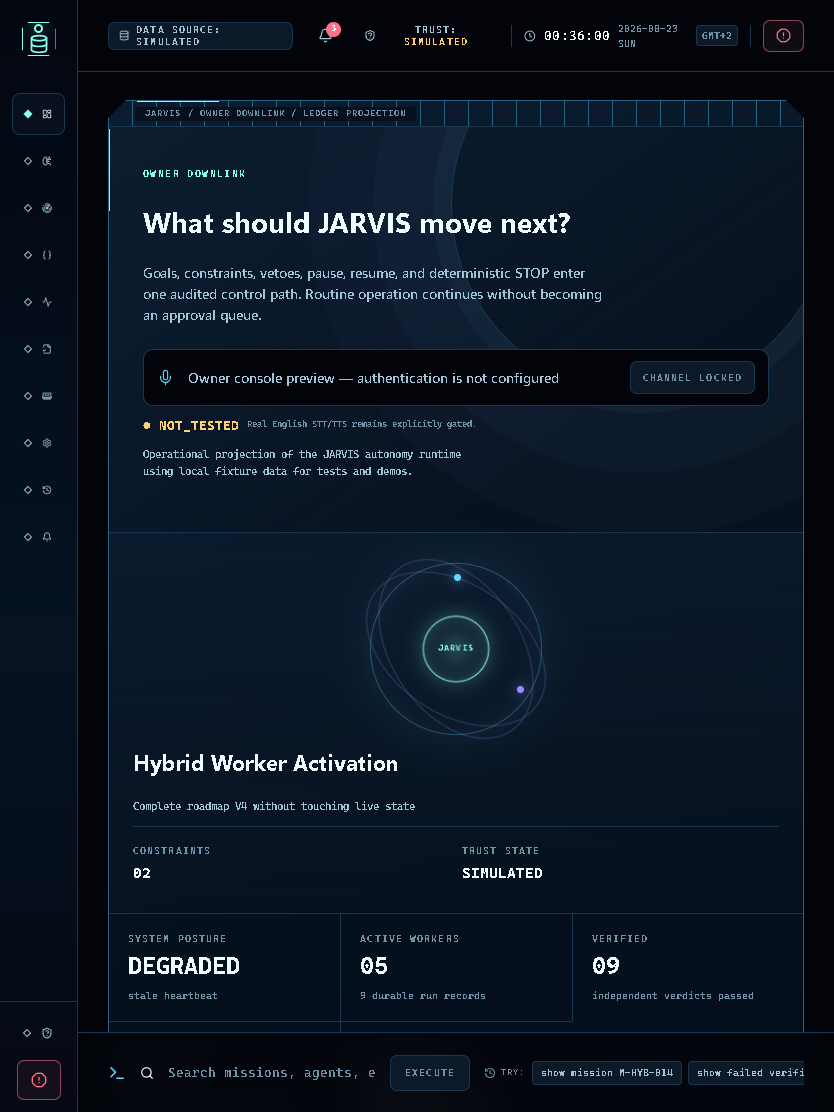 DATA SOURCE:
SIMULATED
3
TRUST:
SIMULATED
00:36:00
2026-08-23
SUN
GMT+2
JARVIS / OWNER DOWNLINK / LEDGER PROJECTION
OWNER DOWNLINK
What should JARVIS move next?
Goals, constraints, vetoes, pause, resume, and deterministic STOP enter
one audited control path. Routine operation continues without becoming
an approval queue.
Owner console preview — authentication is not configured
CHANNEL LOCKED
NOT_TESTED Real English STT/TTS remains explicitly gated.
Operational projection of the JARVIS autonomy runtime
using local fixture data for tests and demos.
JARVIS
Hybrid Worker Activation
Complete roadmap V4 without touching live state
CONSTRAINTS
02
TRUST STATE
SIMULATED
SYSTEM POSTURE
DEGRADED
stale heartbeat
ACTIVE WORKERS
05
9 durable run records
VERIFIED
09
independent verdicts passed
Search missions, agents, e
EXECUTE
TRY:
show mission M-HYB-014
show failed verifi